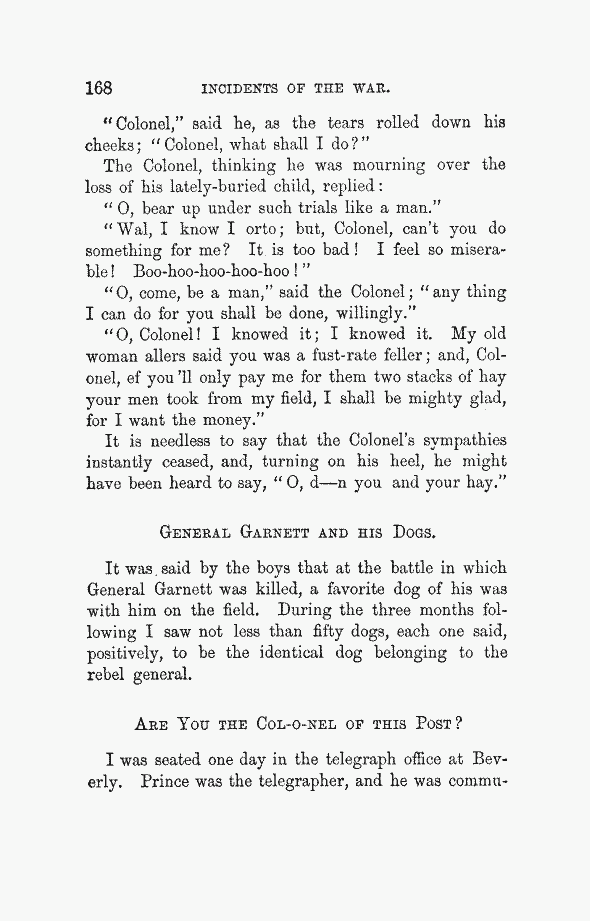 168 INCIDENTS OF THE WAR.
"Colonel," said he, as the tears rolled down his
cheeks; "Colonel, what shall I do?"
The Colonel, thinking he was mourning over the
loss of his lately-buried child, replied:
"O, bear up under such trials like a man."
"Wal, I know I orto; but, Colonel, can't you do
something for me? It is too bad! I feel so misera-
ble! Boo-hoo-hoo-hoo-hoo!"
"O, come, be a man," said the Colonel; "any thing
I can do for you shall be done, willingly."
"O, Colonel! I knowed it; I knowed it. My old
woman allers said you was a fust-rate feller; and, Col-
onel, ef you 'll only pay me for them two stacks of hay
your men took from my field, I shall be mighty glad,
for I want the money."
It is needless to say that the Colonel's sympathies
instantly ceased, and, turning on his heel, he might
have been heard to say, "O, d—n you and your hay."
GENERAL GARNETT AND HIS DOGS.
It was said by the boys that at the battle in which
General Garnett was killed, a favorite dog of his was
with him on the field. During the three months fol-
lowing I saw not less than fifty dogs, each one said,
positively, to be the identical dog belonging to the
rebel general.
ARE YOU THE COL-O-NEL OF THIS POST?
I was seated one day in the telegraph office at Bev-
erly. Prince was the telegrapher, and he was commu-